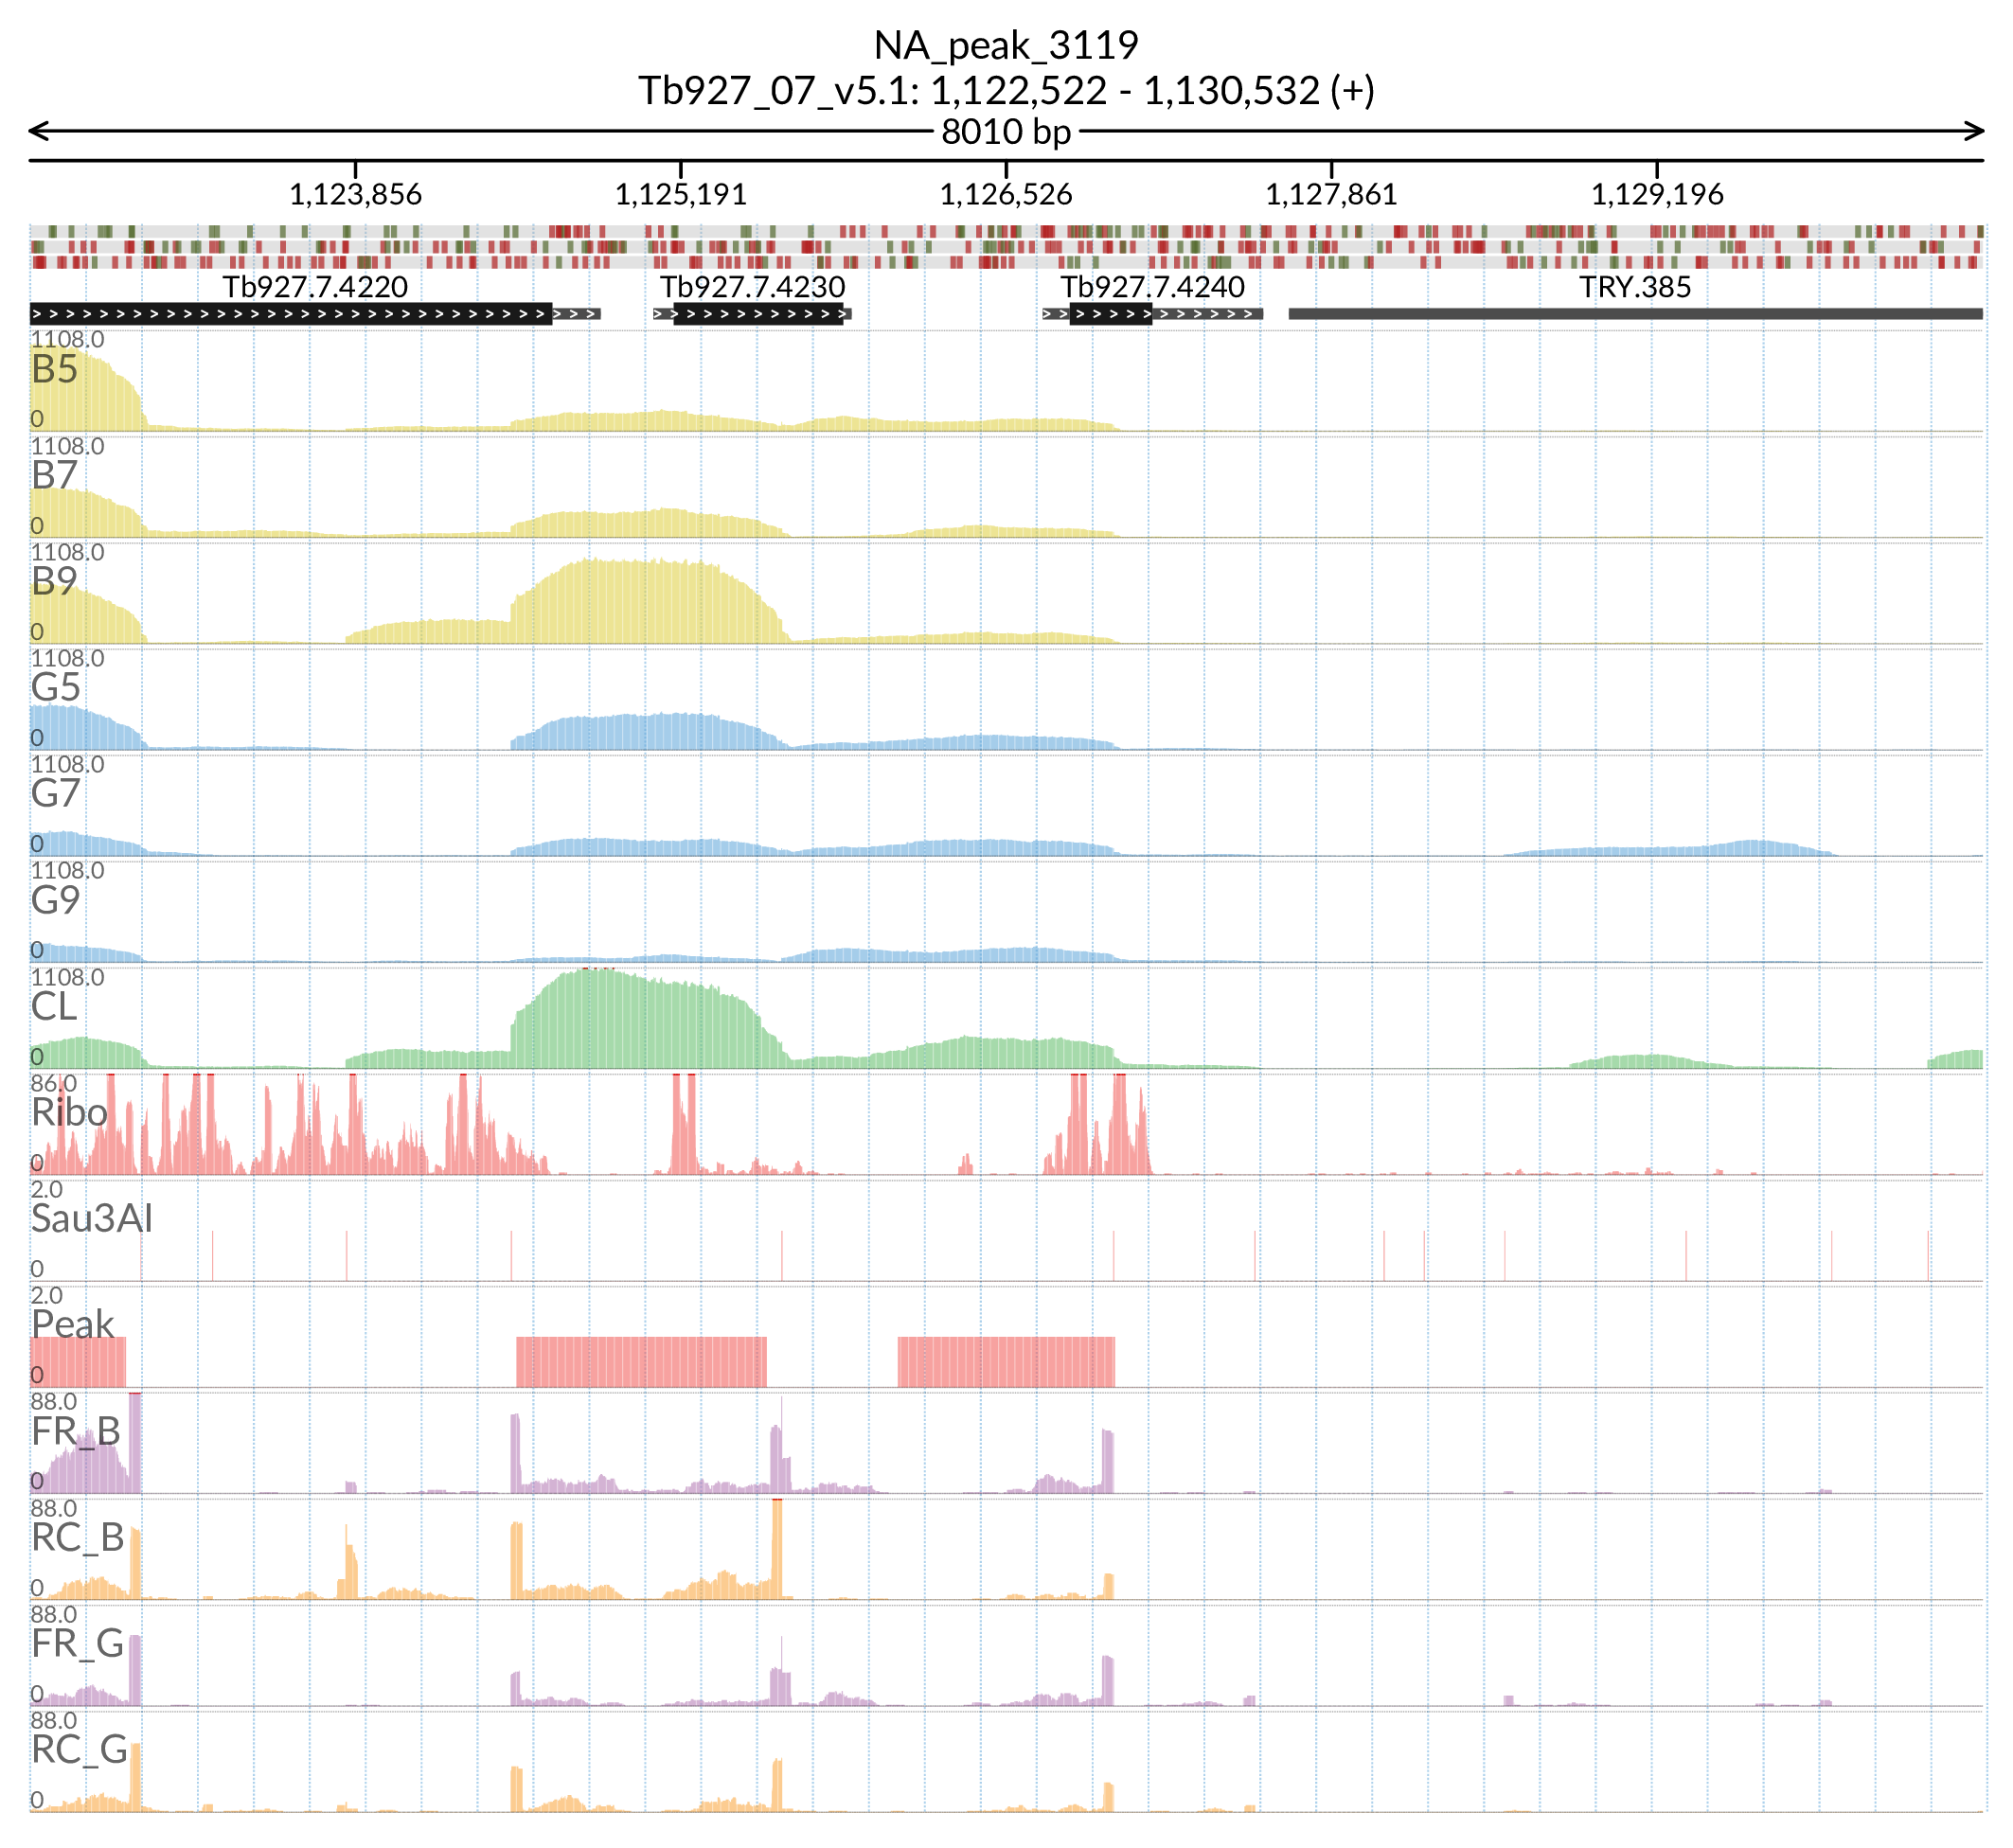 NA_peak_3119
Tb927_07_v5.1: 1,122,522 - 1,130,532 (+)
8010 bp
1,123,856 1,125,191 1,126,526 1,127,861 1,129,196
Tb927.7.4220 Tb927.7.4230 Tb927.7.4240 TRY.385
1108.0
B5
0
1108.0
B7
0
1108.0
B9
0
1108.0
G5
0
1108.0
G7
0
1108.0
G9
0
1108.0
CL
0
86.0
Ribo
0
2.0
Sau3AI
0
2.0
Peak
0
88.0
FR_B
0
88.0
RC_B
0
88.0
FR_G
0
88.0
RC_G
0